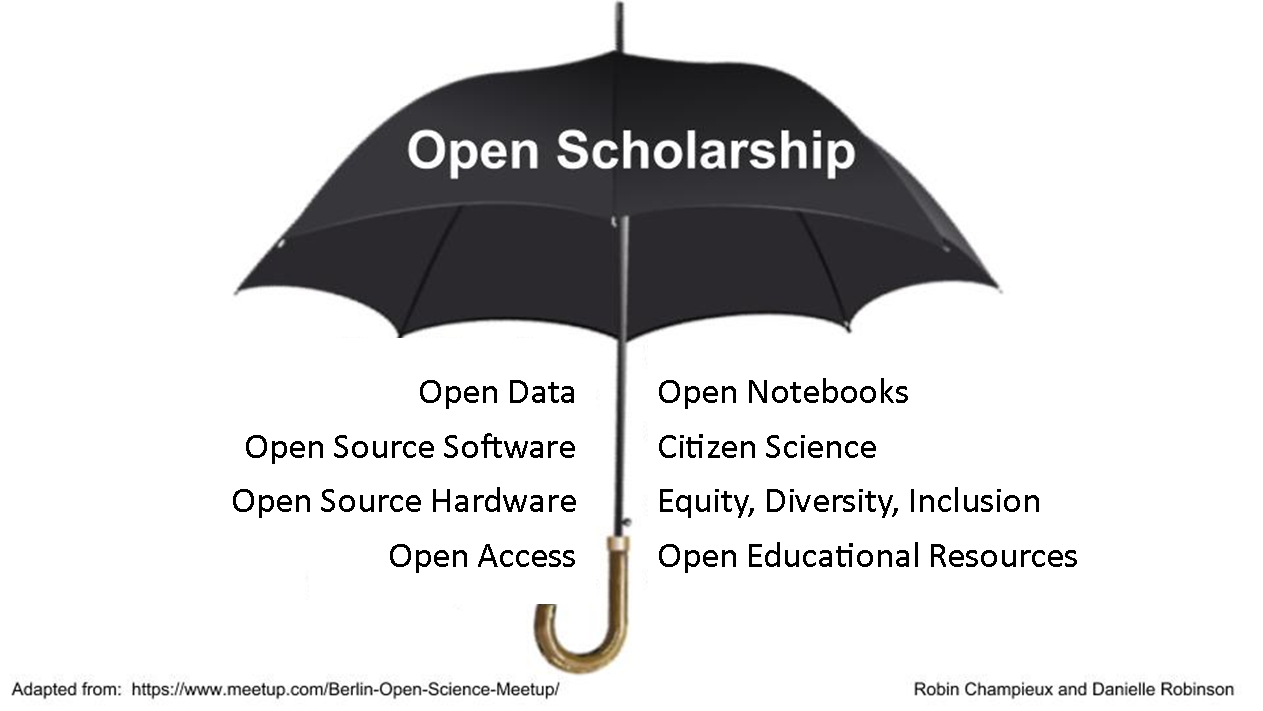 Open Scholarship
Open Data
Open Source Software
Open Source Hardware
Open Access
Open Notebooks
Citizen Science
Equity, Diversity, Inclusion
Open Educational Resources
Adapted from: https://www.meetup.com/Berlin-Open-Science-Meetup/
Robin Champieux and Danielle Robinson